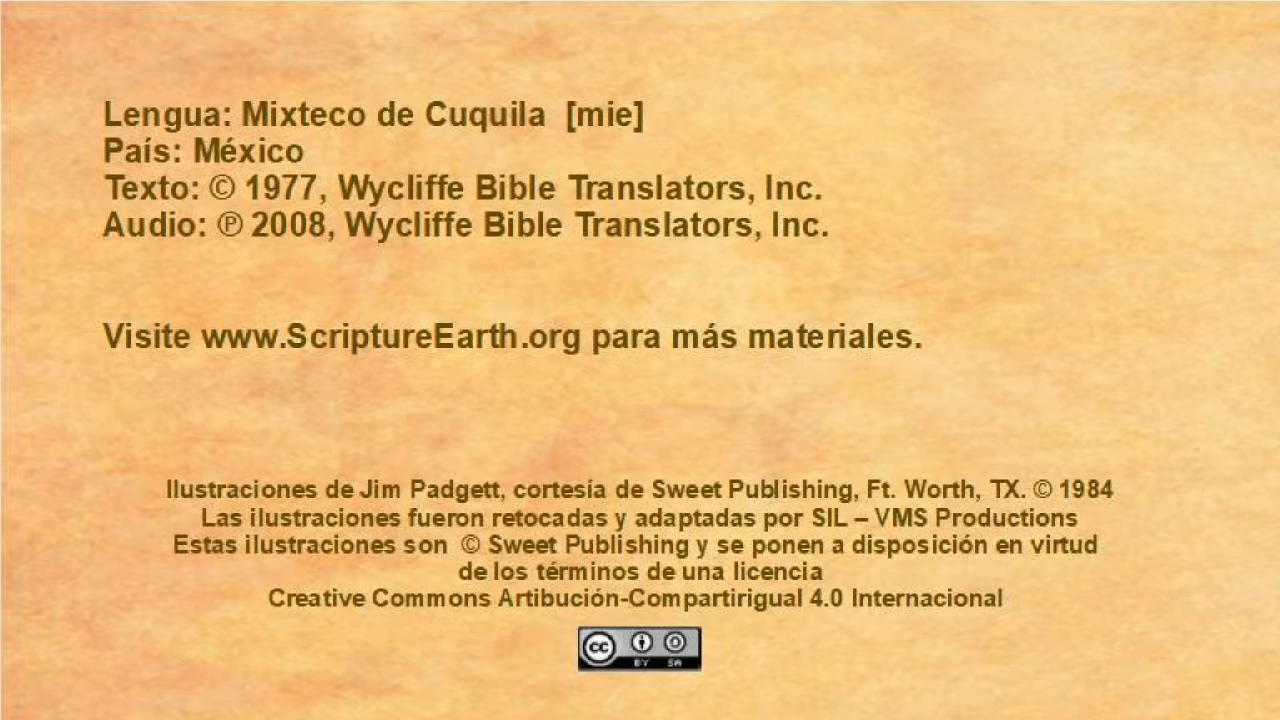 Lengua: Mixteco de Cuquila [mie]
País: México
Texto: © 1977, Wycliffe Bible Translators, Inc.
Audio: ℗ 2008, Wycliffe Bible Translators, Inc.
Visite www.ScriptureEarth.org para más materiales.
Ilustraciones de Jim Padgett, cortesía de Sweet Publishing, Ft. Worth, TX. © 1984
Las ilustraciones fueron retocadas y adaptadas por SIL – VMS Productions
Estas ilustraciones son © Sweet Publishing y se ponen a disposición en virtud
de los términos de una licencia
Creative Commons Artibución-Compartirigual 4.0 Internacional
cc BY SA